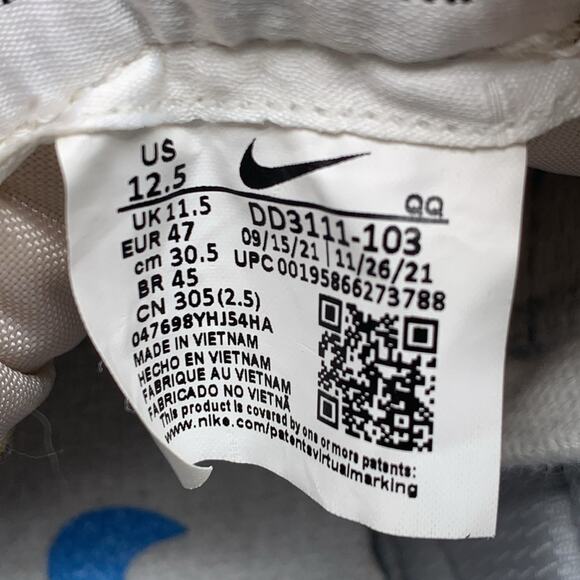 US
12.5
UK 11.5
EUR 47
cm 30.5
BR 45
CN 305(2.5)
047698YHJ54HA
MADE IN VIETNAM
HECHO EN VIETNAM
FABRIQUE AU VIETNAM
FABRICADO NO VIETNÃ
This product is covered by one or more patents:
www.nike.com/patentsvirtualmarking
QQ
DD3111-103
09/15/21 11/26/21
UPC 00195866273788